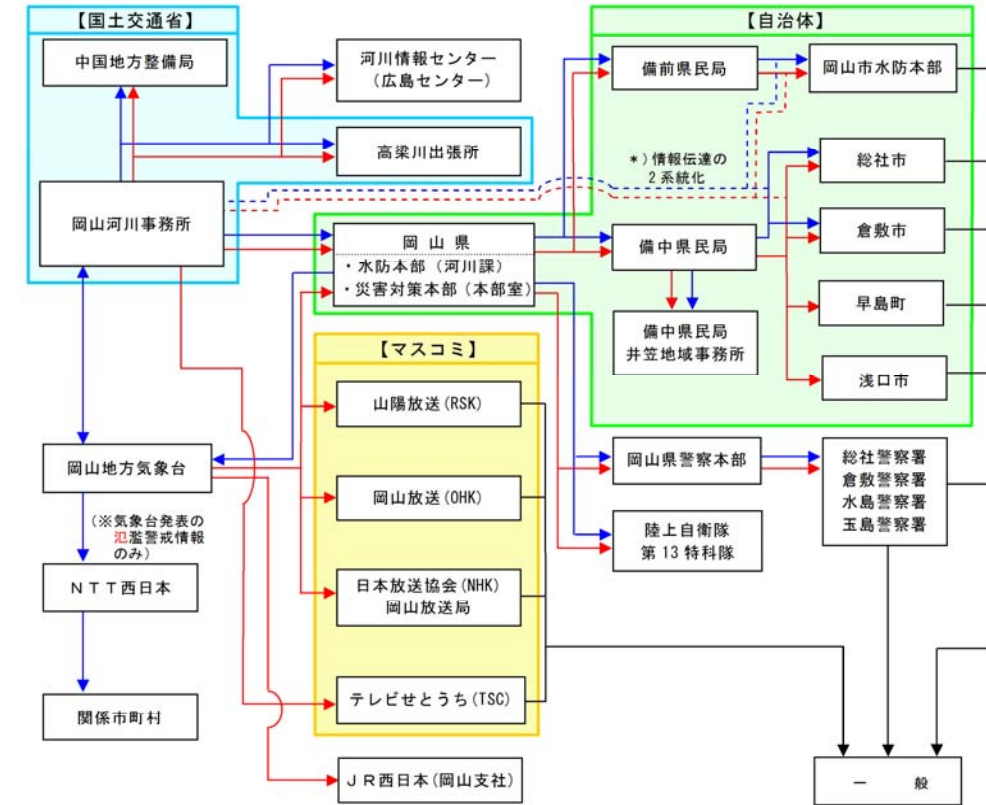 【国土交通省】
中国地方整備局
河川情報センター
（広島センター）
高梁川出張所
岡山河川事務所
【自治体】
備前県民局
岡山市水防本部
＊）情報伝達の
２系統化
総社市
倉敷市
早島町
浅口市
岡 山 県
・水防本部（河川課）
・災害対策本部（本部室）
備中県民局
備中県民局
井笠地域事務所
【マスコミ】
山陽放送(RSK)
岡山放送(OHK)
日本放送協会(NHK)
岡山放送局
テレビせとうち(TSC)
岡山地方気象台
（※気象台発表の
氾濫警戒情報
のみ）
ＮＴＴ西日本
関係市町村
ＪＲ西日本(岡山支社)
岡山県警察本部
総社警察署
倉敷警察署
水島警察署
玉島警察署
陸上自衛隊
第13特科隊
一 般